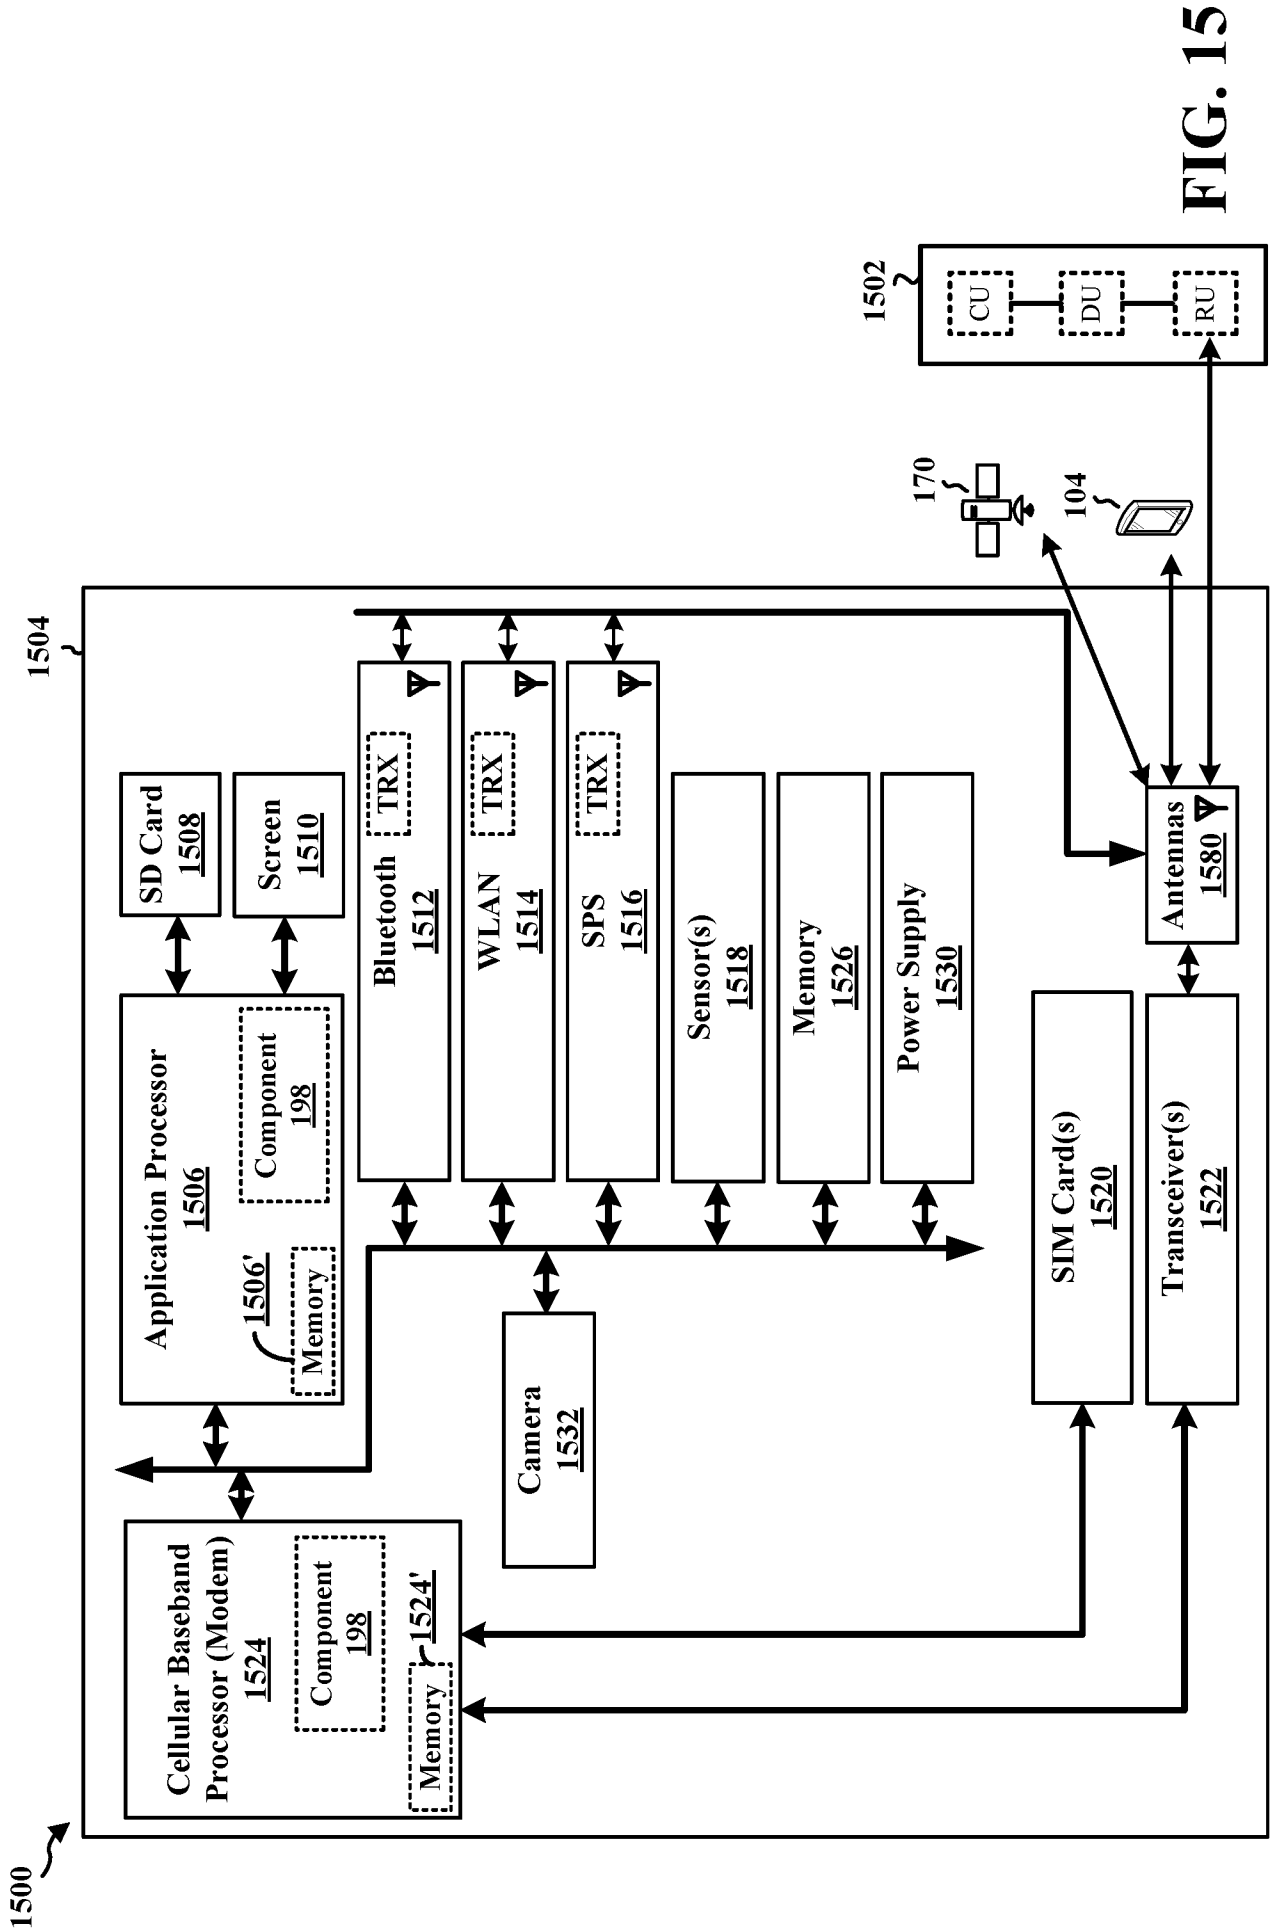 1500
1504
Cellular Baseband
Processor (Modem)
1524
Component
198
Memory
1524'
Application Processor
1506
1506'
Memory
Component
198
SD Card
1508
Screen
1510
Camera
1532
Bluetooth
1512
TRX
WLAN
1514
TRX
SPS
1516
TRX
Sensor(s)
1518
Memory
1526
Power Supply
1530
SIM Card(s)
1520
Transceiver(s)
1522
Antennas
1580
170
104
1502
CU
DU
RU
FIG. 15